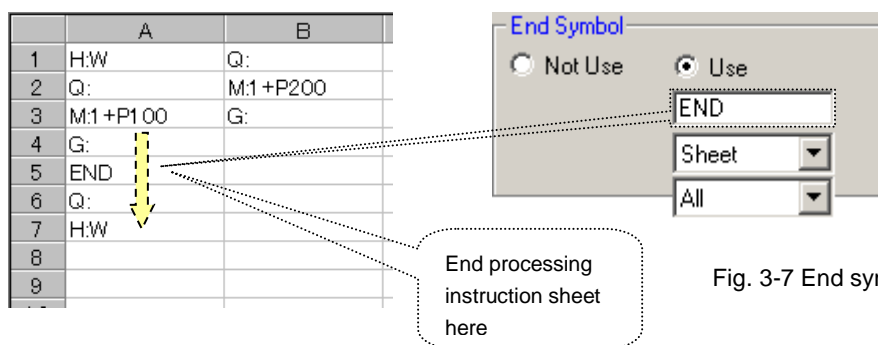 A B
1 H:W Q:
2 Q: M:1+P200
3 M:1+P100 G:
4 G:
5 END
6 Q:
7 H:W
8
9
End Symbol
Not Use Use
END
Sheet
All
End processing
instruction sheet
here
Fig. 3-7 End